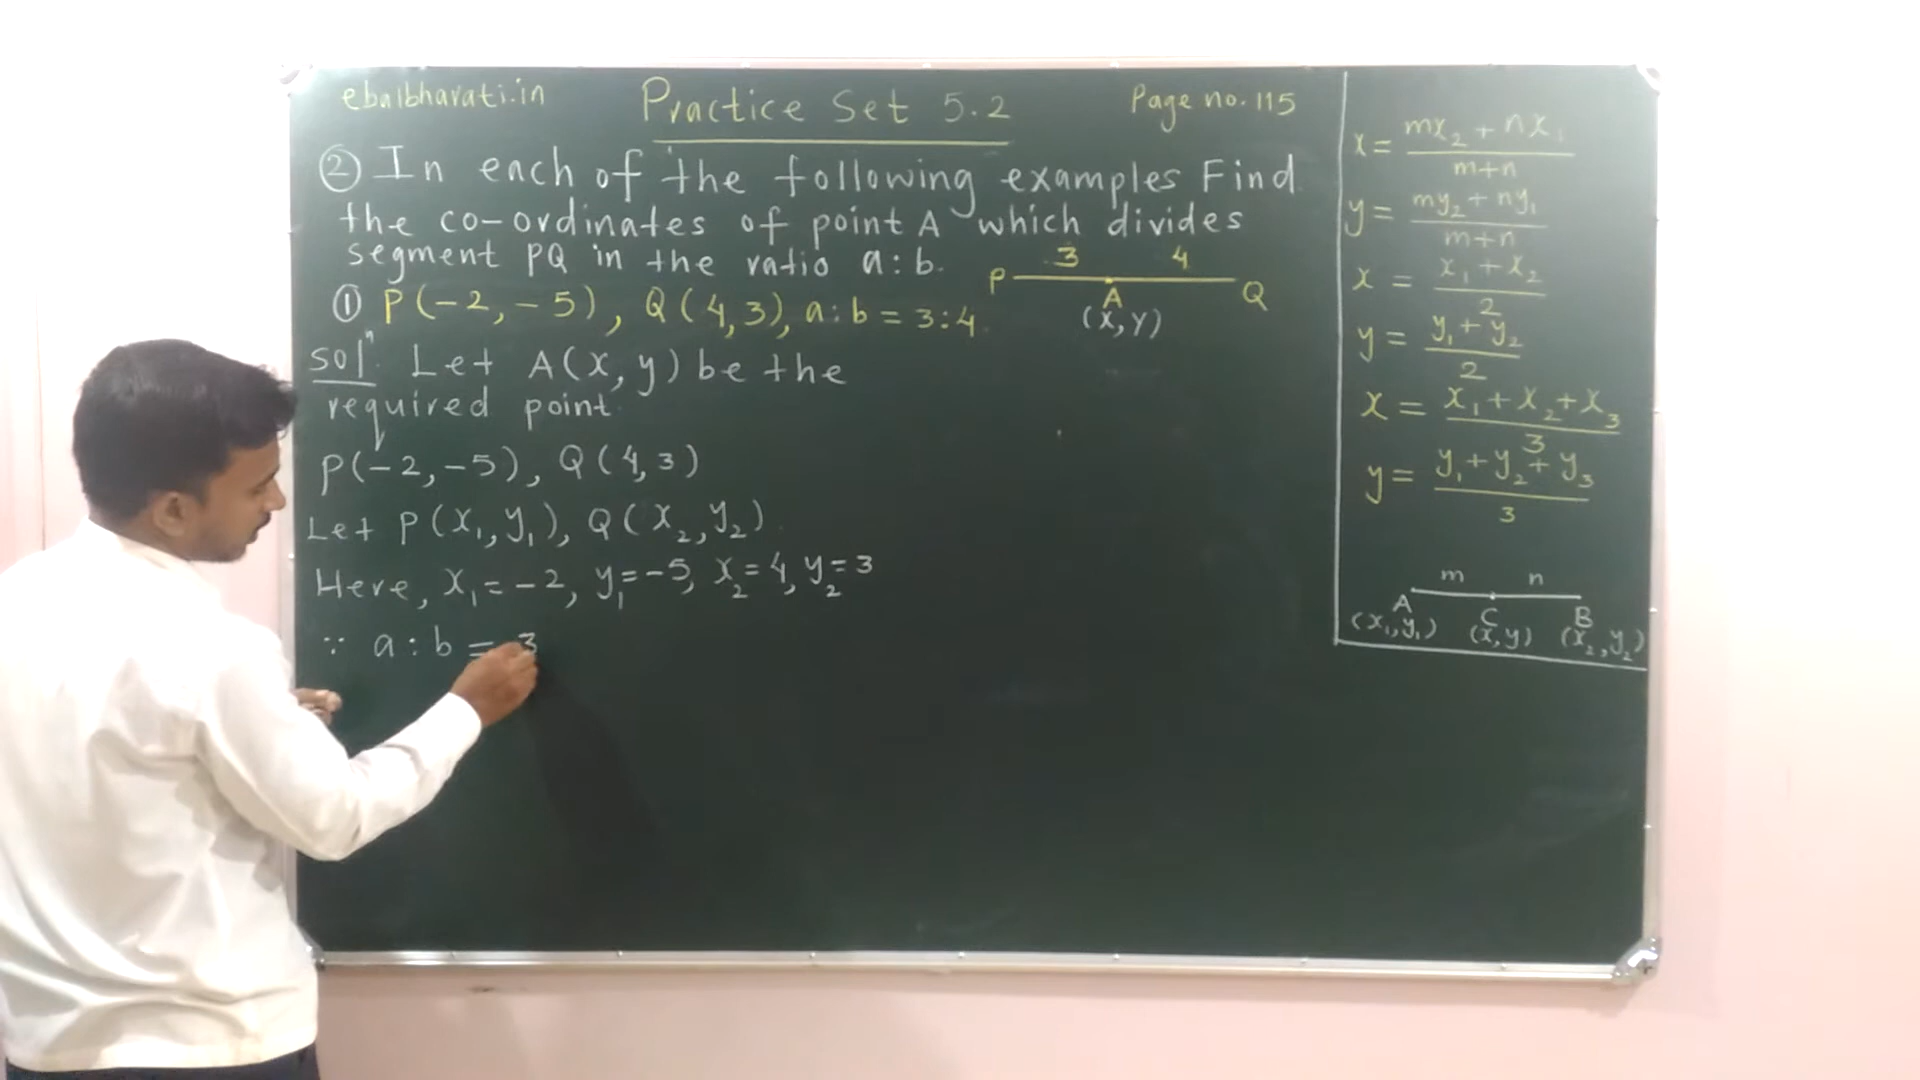 ebalbharati.in Practice Set 5.2 Page no. 115
② In each of the following examples Find
the co-ordinates of point A which divides
segment PQ in the ratio a:b.
① P(-2, -5), Q(4,3), a:b = 3:4.
P 3 A 4 Q
(x, y)
solⁿ. Let A(x, y) be the
required point.
P(-2, -5), Q(4, 3)
Let P(x₁, y₁), Q(x₂, y₂).
Here, x₁ = -2, y₁ = -5, x₂ = 4, y₂ = 3
∵ a : b = 3
x = (mx₂ + nx₁)/(m+n)
y = (my₂ + ny₁)/(m+n)
x = (x₁ + x₂)/2
y = (y₁ + y₂)/2
x = (x₁ + x₂ + x₃)/3
y = (y₁ + y₂ + y₃)/3
m n
A C B
(x₁, y₁) (x, y) (x₂, y₂)